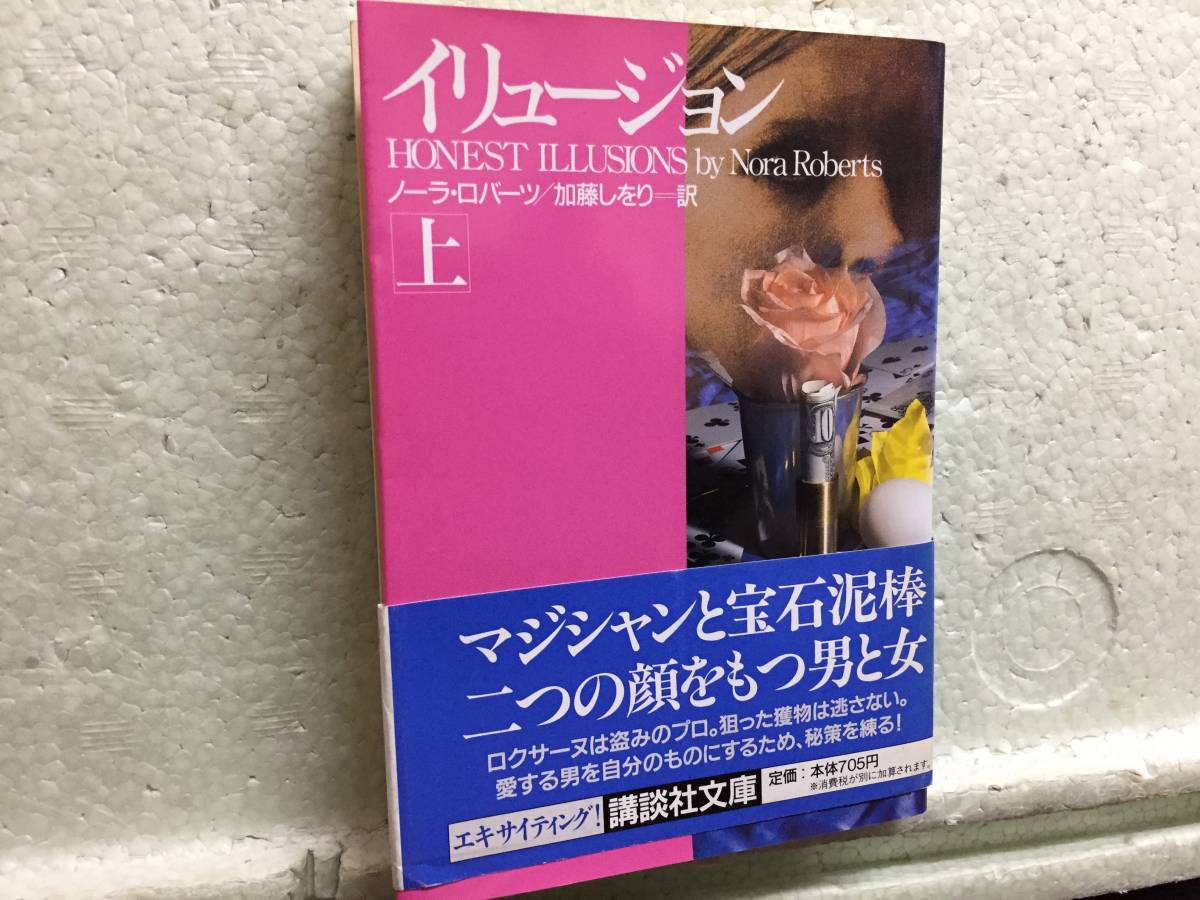 イリュージョン
HONEST ILLUSIONS by Nora Roberts
ノーラ・ロバーツ/加藤しをり=訳
上
10
マジシャンと宝石泥棒
二つの顔をもつ男と女
ロクサーヌは盗みのプロ。狙った獲物は逃さない。
愛する男を自分のものにするため、秘策を練る!
エキサイティング! 講談社文庫 定価:本体705円
※消費税が別に加算されます。